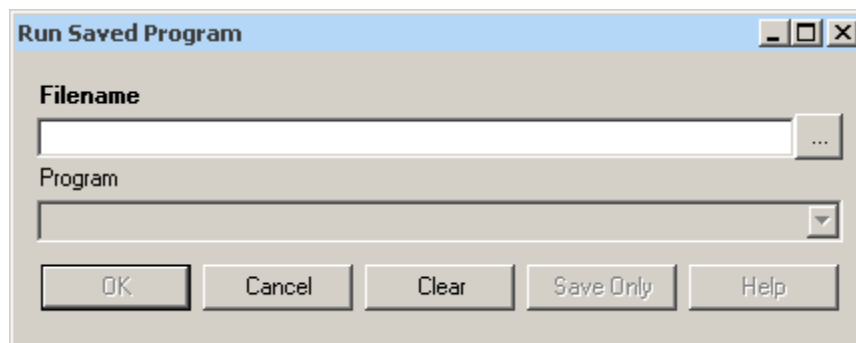 Run Saved Program
Filename
...
Program
OK Cancel Clear Save Only Help